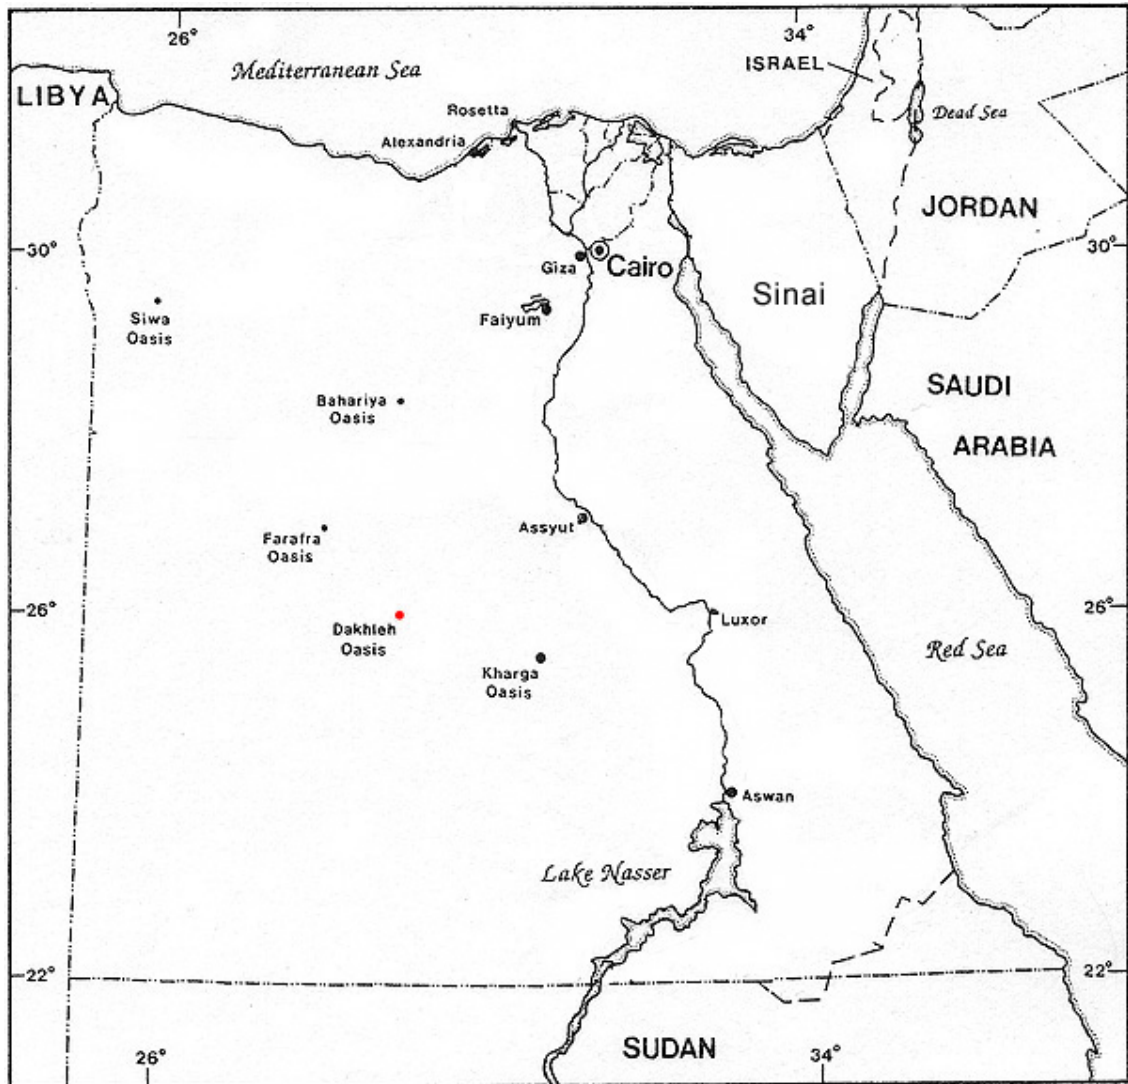 26°
34°
Mediterranean Sea
ISRAEL
LIBYA
Rosetta
Dead Sea
Alexandria
JORDAN
30°
30°
Giza
Cairo
Sinai
Siwa
Oasis
Faiyum
SAUDI
ARABIA
Bahariya
Oasis
Assyut
Farafra
Oasis
26°
26°
Luxor
Dakhleh
Oasis
Red Sea
Kharga
Oasis
Aswan
Lake Nasser
22°
22°
SUDAN
26°
34°